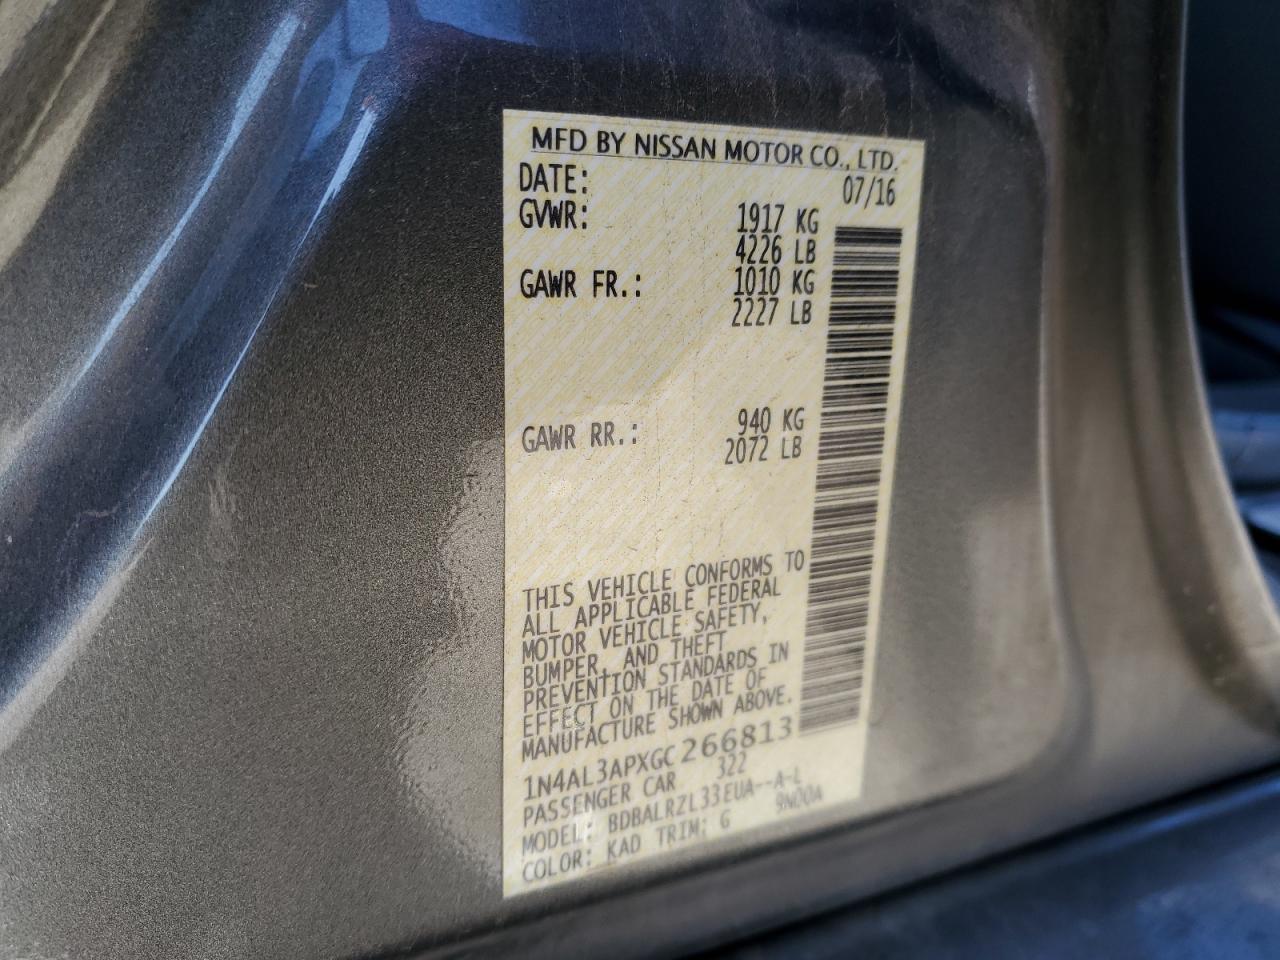 MFD BY NISSAN MOTOR CO., LTD.
DATE: 07/16
GVWR: 1917 KG
4226 LB
GAWR FR.: 1010 KG
2227 LB
GAWR RR.: 940 KG
2072 LB
THIS VEHICLE CONFORMS TO
ALL APPLICABLE FEDERAL
MOTOR VEHICLE SAFETY,
BUMPER, AND THEFT
PREVENTION STANDARDS IN
EFFECT ON THE DATE OF
MANUFACTURE SHOWN ABOVE.
1N4AL3APXGC266813
PASSENGER CAR 322
MODEL: BDBALRZL33EUA--A-L
COLOR: KAD TRIM: G 9N00A